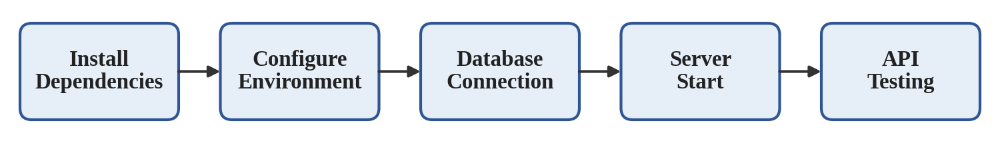 Install
Dependencies
Configure
Environment
Database
Connection
Server
Start
API
Testing